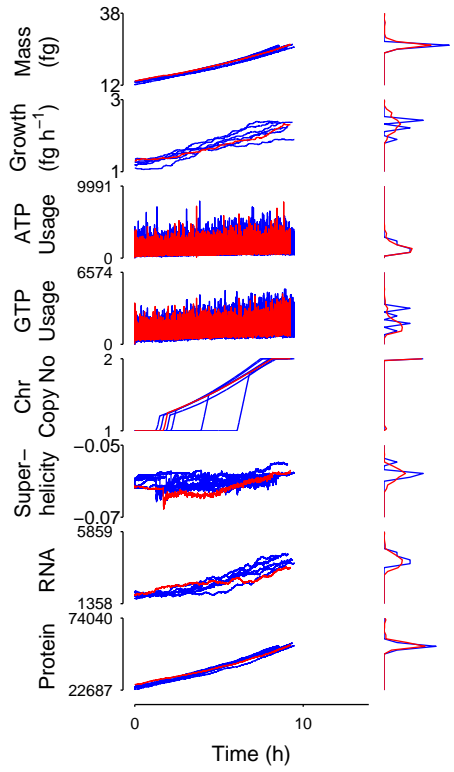 38
Mass
(fg)
12
3
Growth
(fg h−1)
1
9991
ATP
Usage
0
6574
GTP
Usage
0
2
Chr
Copy No
1
−0.05
Super−
helicity
−0.07
5859
RNA
1358
74040
Protein
22687
0 10
Time (h)